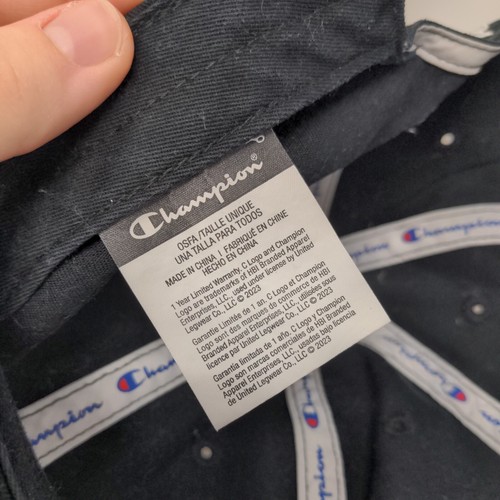 Champion®
OSFA/TAILLE UNIQUE
UNA TALLA PARA TODOS
MADE IN CHINA / FABRIQUÉ EN CHINE
HECHO EN CHINA
1 Year Limited Warranty, C Logo and Champion
Logo are trademarks of HBI Branded Apparel
Enterprises, LLC, used under license by United
Legwear Co., LLC © 2023
Garantie Limitée de 1 an, C Logo et Champion
Logo sont des marques de commerce de HBI
Branded Apparel Enterprises, LLC, utilisées sous
licence par United Legwear Co., LLC © 2023
Garantía limitada de 1 año, C Logo y Champion
Logo son marcas comerciales de HBI Branded
Apparel Enterprises, LLC, usadas bajo licencia
de United Legwear Co., LLC © 2023
Champion
Champion
Cham